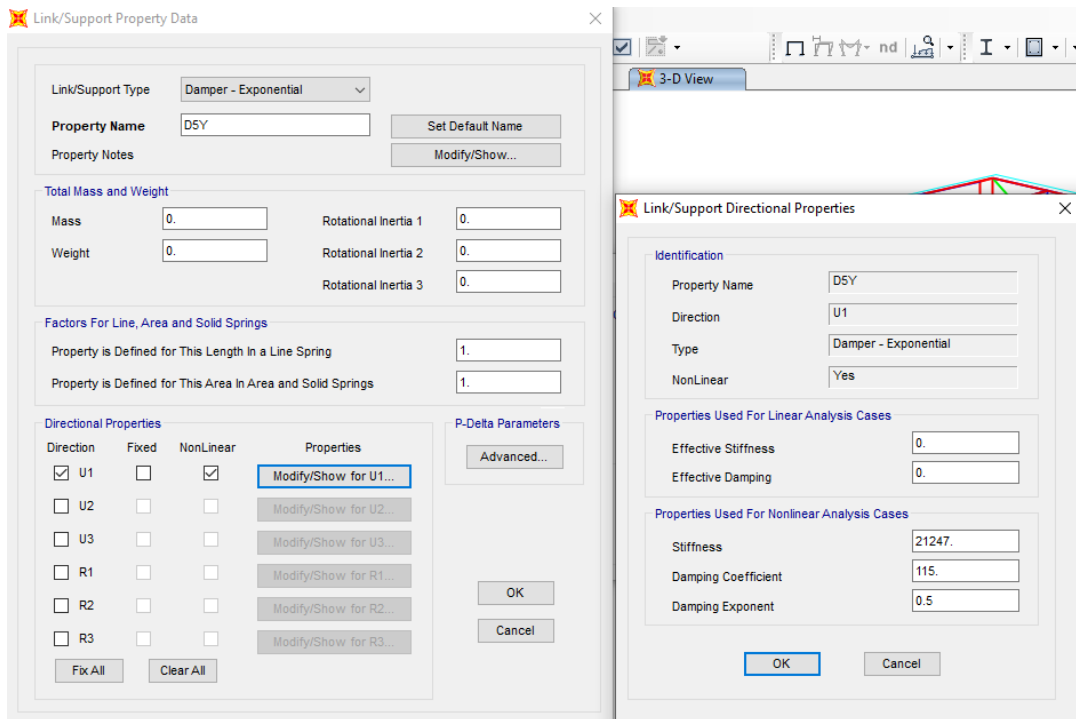 Link/Support Property Data
Link/Support Type
Damper - Exponential
Property Name
D5Y
Set Default Name
Property Notes
Modify/Show...
Total Mass and Weight
Mass
0.
Rotational Inertia 1
0.
Weight
0.
Rotational Inertia 2
0.
Rotational Inertia 3
0.
Factors For Line, Area and Solid Springs
Property is Defined for This Length In a Line Spring
1.
Property is Defined for This Area In Area and Solid Springs
1.
Directional Properties
Direction Fixed NonLinear Properties
U1
Modify/Show for U1...
U2
Modify/Show for U2...
U3
Modify/Show for U3...
R1
Modify/Show for R1...
R2
Modify/Show for R2...
R3
Modify/Show for R3...
Fix All
Clear All
P-Delta Parameters
Advanced...
OK
Cancel
nd
3-D View
Link/Support Directional Properties
Identification
Property Name
D5Y
Direction
U1
Type
Damper - Exponential
NonLinear
Yes
Properties Used For Linear Analysis Cases
Effective Stiffness
0.
Effective Damping
0.
Properties Used For Nonlinear Analysis Cases
Stiffness
21247.
Damping Coefficient
115.
Damping Exponent
0.5
OK
Cancel